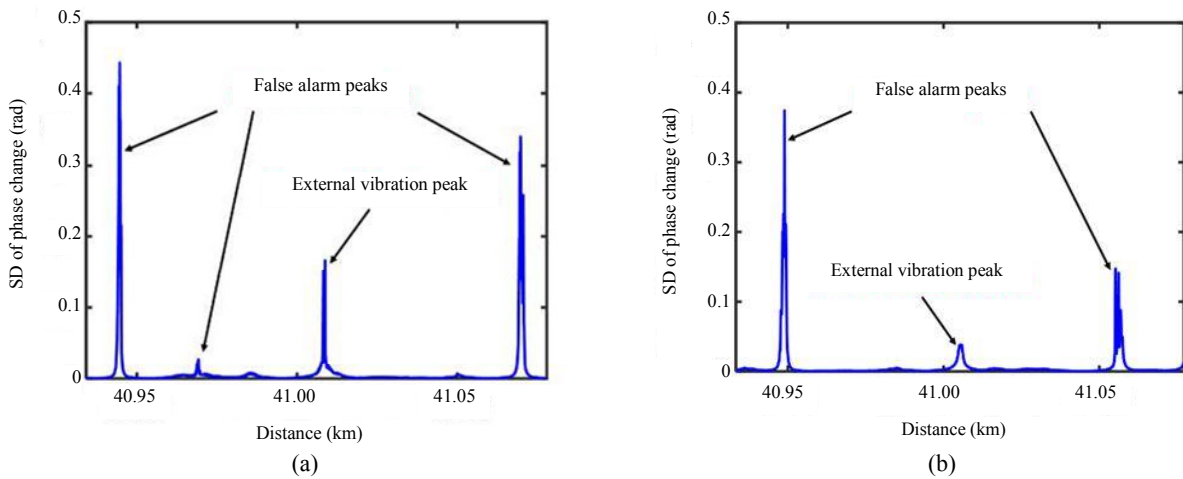 0.5
0.4
0.3
0.2
0.1
0
SD of phase change (rad)
False alarm peaks
External vibration peak
40.95
41.00
41.05
Distance (km)
(a)
0.5
0.4
0.3
0.2
0.1
0
SD of phase change (rad)
False alarm peaks
External vibration peak
40.95
41.00
41.05
Distance (km)
(b)